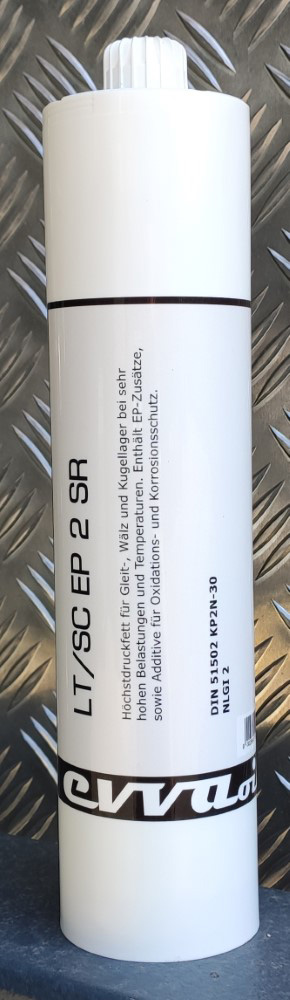 LT/SC EP 2 SR
Höchstdruckfett für Gleit-, Wälz und Kugellager bei sehr
hohen Belastungen und Temperaturen. Enthält EP-Zusätze,
sowie Additive für Oxidations- und Korrosionsschutz.
DIN 51502 KP2N-30
NLGI 2
evva